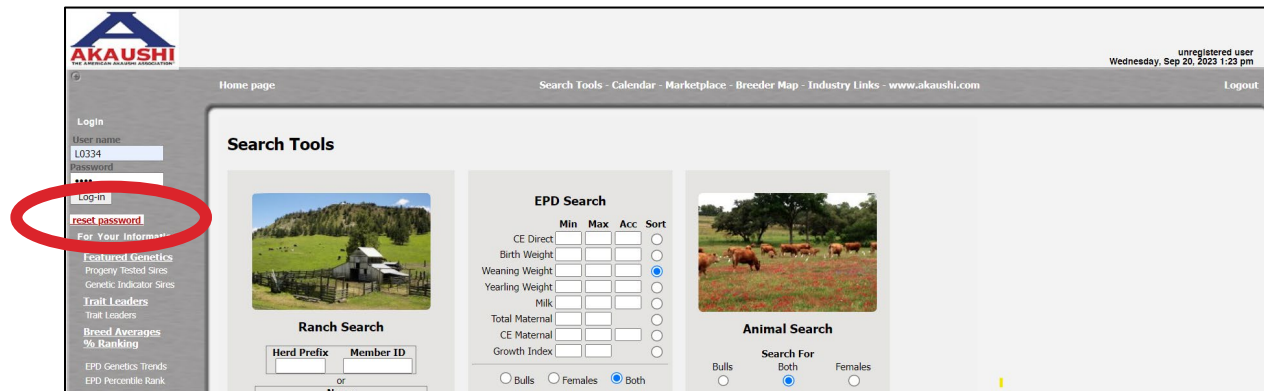 AKAUSHI
THE AMERICAN AKAUSHI ASSOCIATION
unregistered user
Wednesday, Sep 20, 2023 1:23 pm
Home page
Search Tools - Calendar - Marketplace - Breeder Map - Industry Links - www.akaushi.com
Logout
Login
User name
L0334
Password
••••
Log-in
reset password
For Your Informati
Featured Genetics
Progeny Tested Sires
Genetic Indicator Sires
Trait Leaders
Trait Leaders
Breed Averages
% Ranking
EPD Genetics Trends
EPD Percentile Rank
Search Tools
Ranch Search
Herd Prefix Member ID
or
EPD Search
Min Max Acc Sort
CE Direct
Birth Weight
Weaning Weight
Yearling Weight
Milk
Total Maternal
CE Maternal
Growth Index
Bulls Females Both
Animal Search
Search For
Bulls Both Females